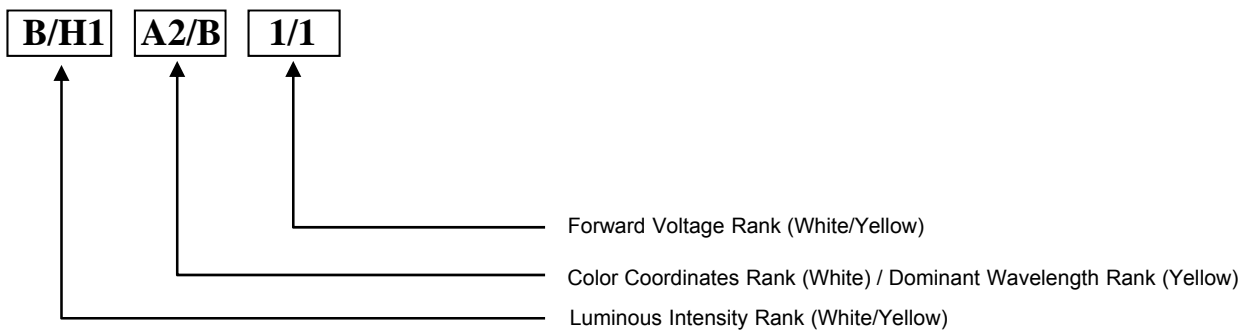 B/H1 A2/B 1/1
Forward Voltage Rank (White/Yellow)
Color Coordinates Rank (White) / Dominant Wavelength Rank (Yellow)
Luminous Intensity Rank (White/Yellow)